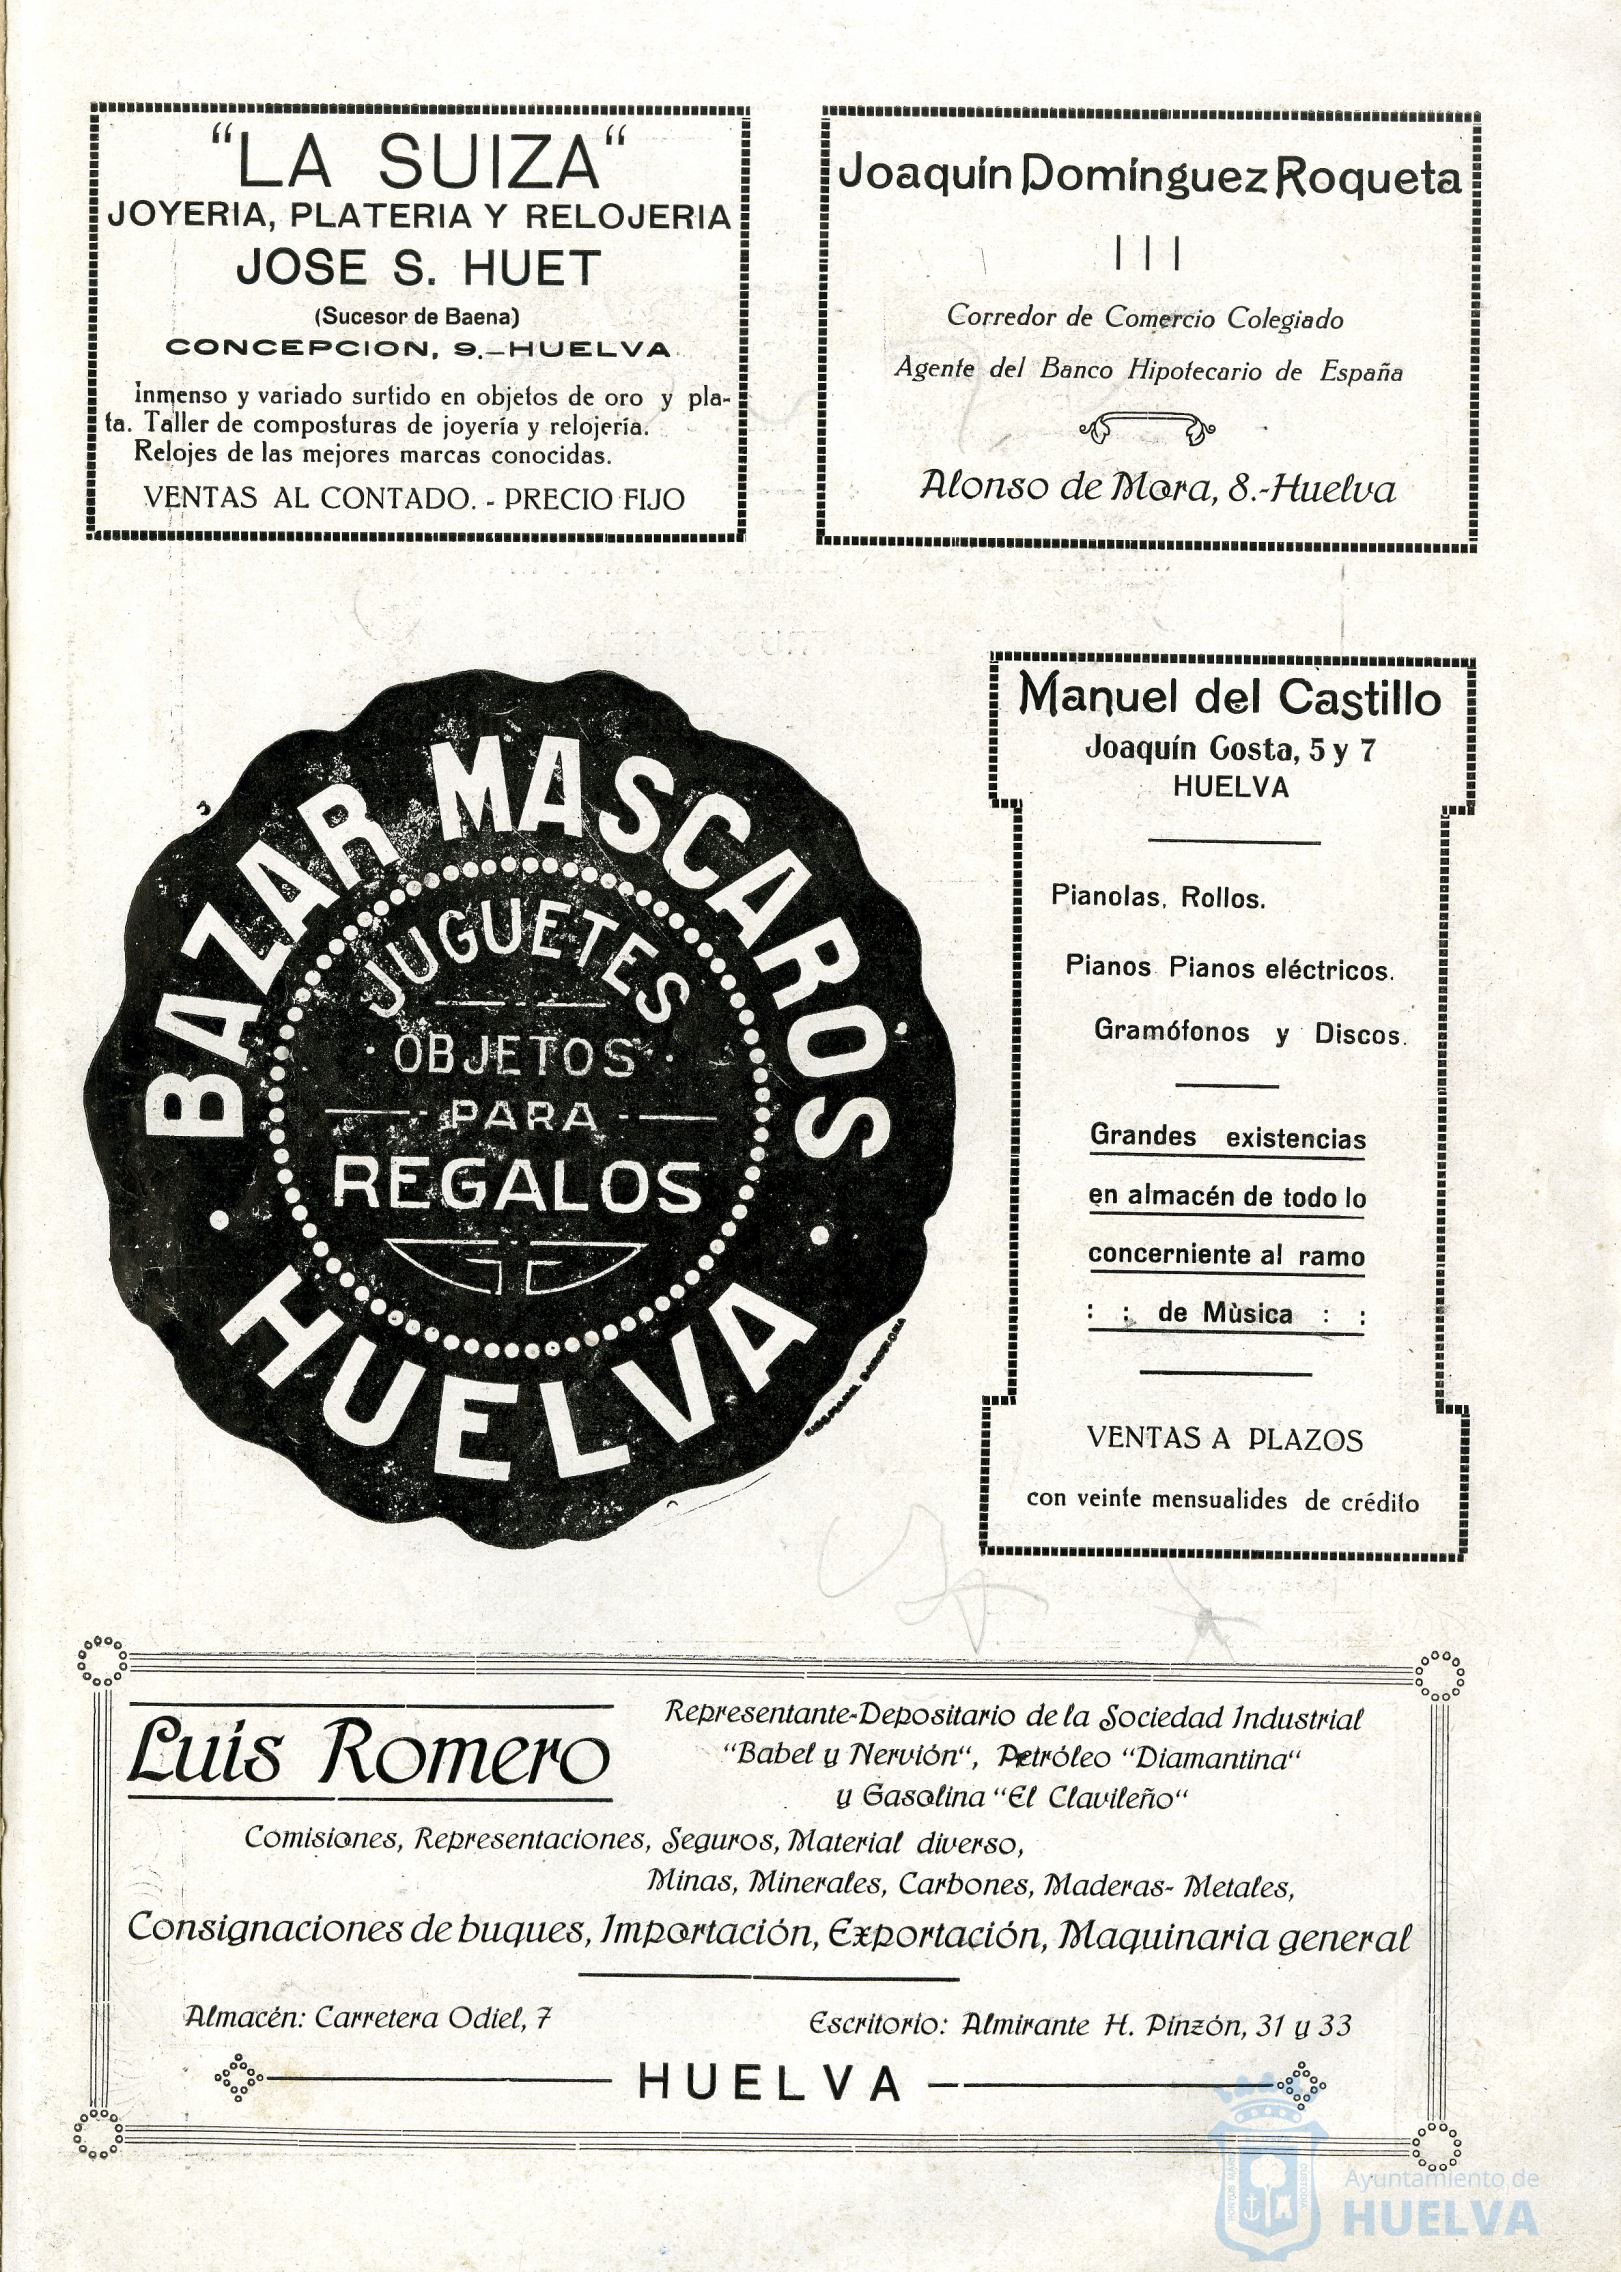 “LA SUIZA“
JOYERIA, PLATERIA Y RELOJERIA
JOSE S. HUET
(Sucesor de Baena)
CONCEPCION, 9.—HUELVA
Inmenso y variado surtido en objetos de oro y pla-
ta. Taller de composturas de joyería y relojería.
Relojes de las mejores marcas conocidas.
VENTAS AL CONTADO. - PRECIO FIJO
Joaquín Domínguez Roqueta
Corredor de Comercio Colegiado
Agente del Banco Hipotecario de España
Alonso de Mora, 8.-Huelva
BAZAR MASCAROS
JUGUETES
OBJETOS
PARA
REGALOS
HUELVA
Manuel del Castillo
Joaquín Gosta, 5 y 7
HUELVA
Pianolas, Rollos.
Pianos Pianos eléctricos.
Gramófonos y Discos.
Grandes existencias
en almacén de todo lo
concerniente al ramo
: : de Mùsica : :
VENTAS A PLAZOS
con veinte mensualides de crédito
Luis Romero
Representante-Depositario de la Sociedad Industrial
“Babel y Nervión“, Petróleo “Diamantina“
y Gasolina “El Clavileño“
Comisiones, Representaciones, Seguros, Material diverso,
Minas, Minerales, Carbones, Maderas- Metales,
Consignaciones de buques, Importación, Exportación, Maquinaria general
Almacén: Carretera Odiel, 7
Escritorio: Almirante H. Pinzón, 31 y 33
HUELVA
Ayuntamiento de
HUELVA